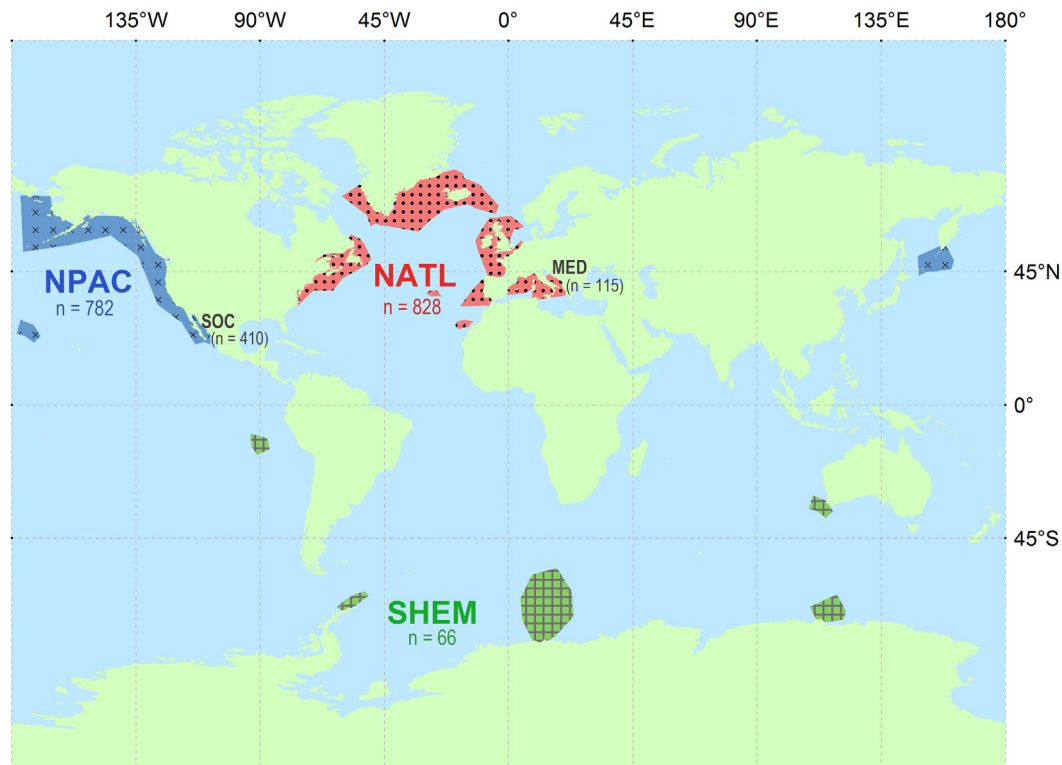 135°W 90°W 45°W 0° 45°E 90°E 135°E 180°
NPAC
n = 782
SOC
(n = 410)
NATL
n = 828
MED
(n = 115)
45°N
0°
45°S
SHEM
n = 66